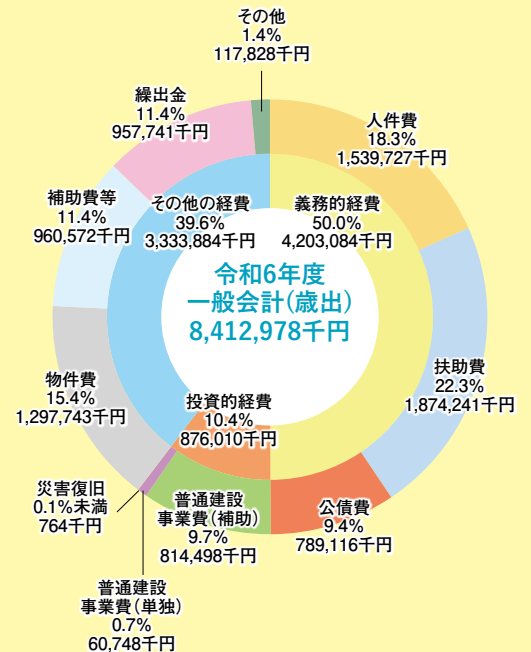 その他
1.4%
117,828千円
繰出金
11.4%
957,741千円
人件費
18.3%
1,539,727千円
補助費等
11.4%
960,572千円
その他の経費
39.6%
3,333,884千円
義務的経費
50.0%
4,203,084千円
令和6年度
一般会計(歳出)
8,412,978千円
扶助費
22.3%
1,874,241千円
物件費
15.4%
1,297,743千円
投資的経費
10.4%
876,010千円
災害復旧
0.1%未満
764千円
普通建設
事業費(補助)
9.7%
814,498千円
公債費
9.4%
789,116千円
普通建設
事業費(単独)
0.7%
60,748千円